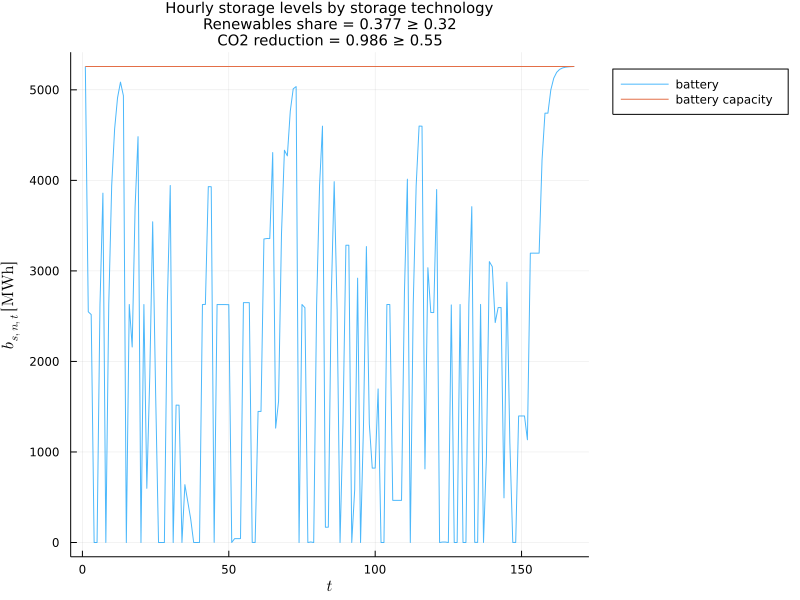 Hourly storage levels by storage technology
Renewables share = 0.377 ≥ 0.32
CO2 reduction = 0.986 ≥ 0.55
battery
battery capacity
b_{s,n,t} [MWh]
5000
4000
3000
2000
1000
0
0 50 100 150
t